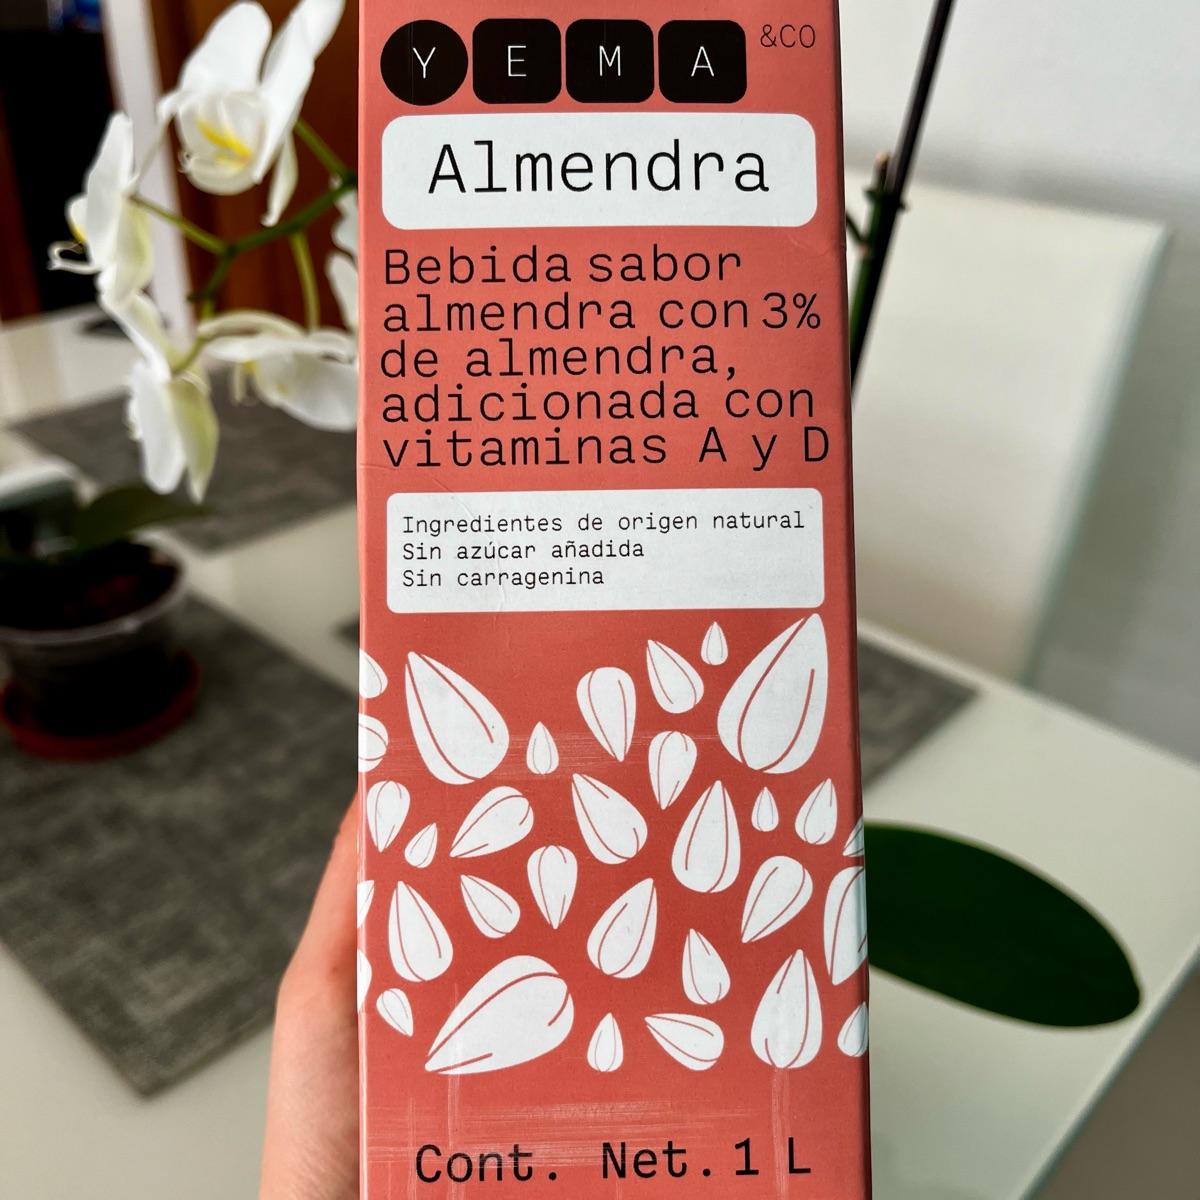 YEMA &CO
Almendra
Bebida sabor
almendra con 3%
de almendra,
adicionada con
vitaminas A y D
Ingredientes de origen natural
Sin azúcar añadida
Sin carragenina
Cont. Net. 1 L